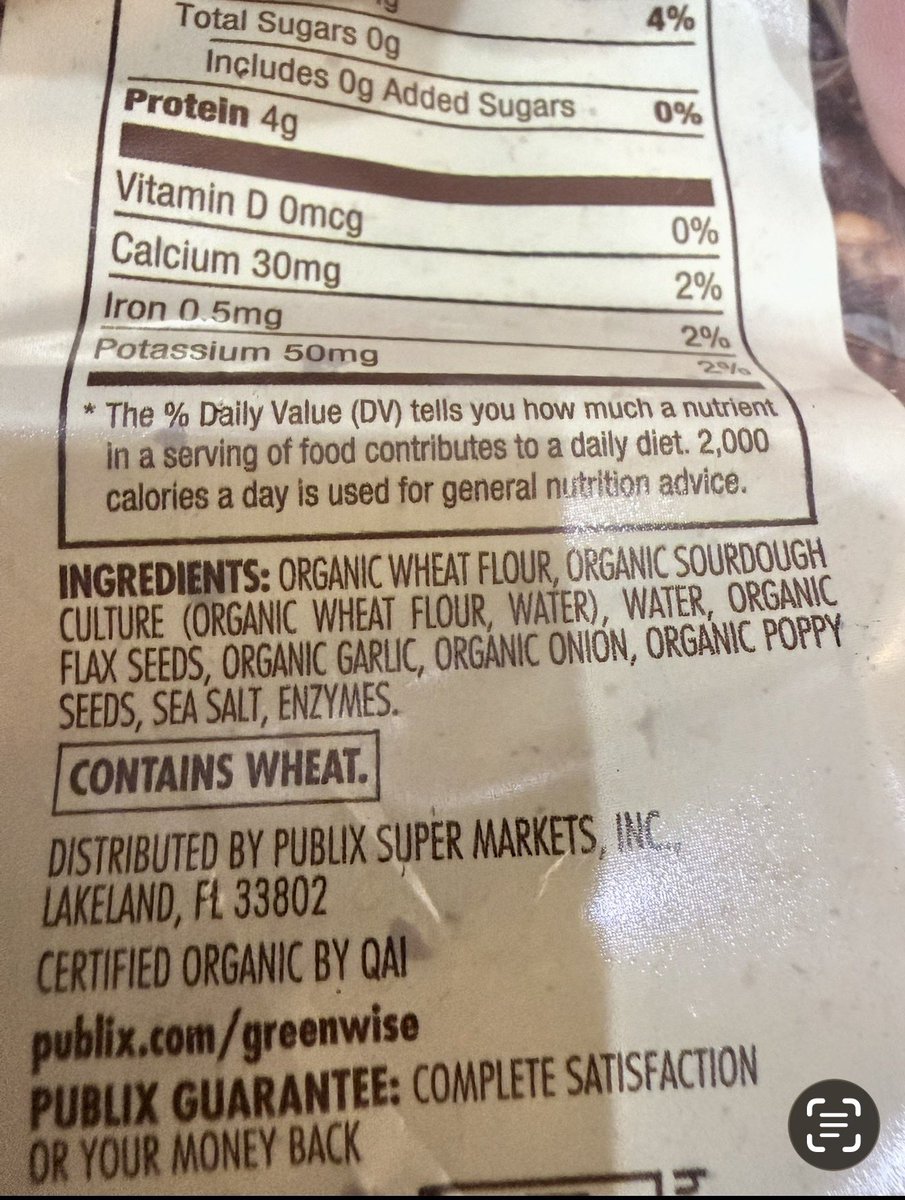 Total Sugars 0g
4%
Includes 0g Added Sugars 0%
Protein 4g
Vitamin D 0mcg 0%
Calcium 30mg 2%
Iron 0.5mg 2%
Potassium 50mg 2%
* The % Daily Value (DV) tells you how much a nutrient
in a serving of food contributes to a daily diet. 2,000
calories a day is used for general nutrition advice.
INGREDIENTS: ORGANIC WHEAT FLOUR, ORGANIC SOURDOUGH
CULTURE (ORGANIC WHEAT FLOUR, WATER), WATER, ORGANIC
FLAX SEEDS, ORGANIC GARLIC, ORGANIC ONION, ORGANIC POPPY
SEEDS, SEA SALT, ENZYMES.
CONTAINS WHEAT.
DISTRIBUTED BY PUBLIX SUPER MARKETS, INC.,
LAKELAND, FL 33802
CERTIFIED ORGANIC BY QAI
publix.com/greenwise
PUBLIX GUARANTEE: COMPLETE SATISFACTION
OR YOUR MONEY BACK